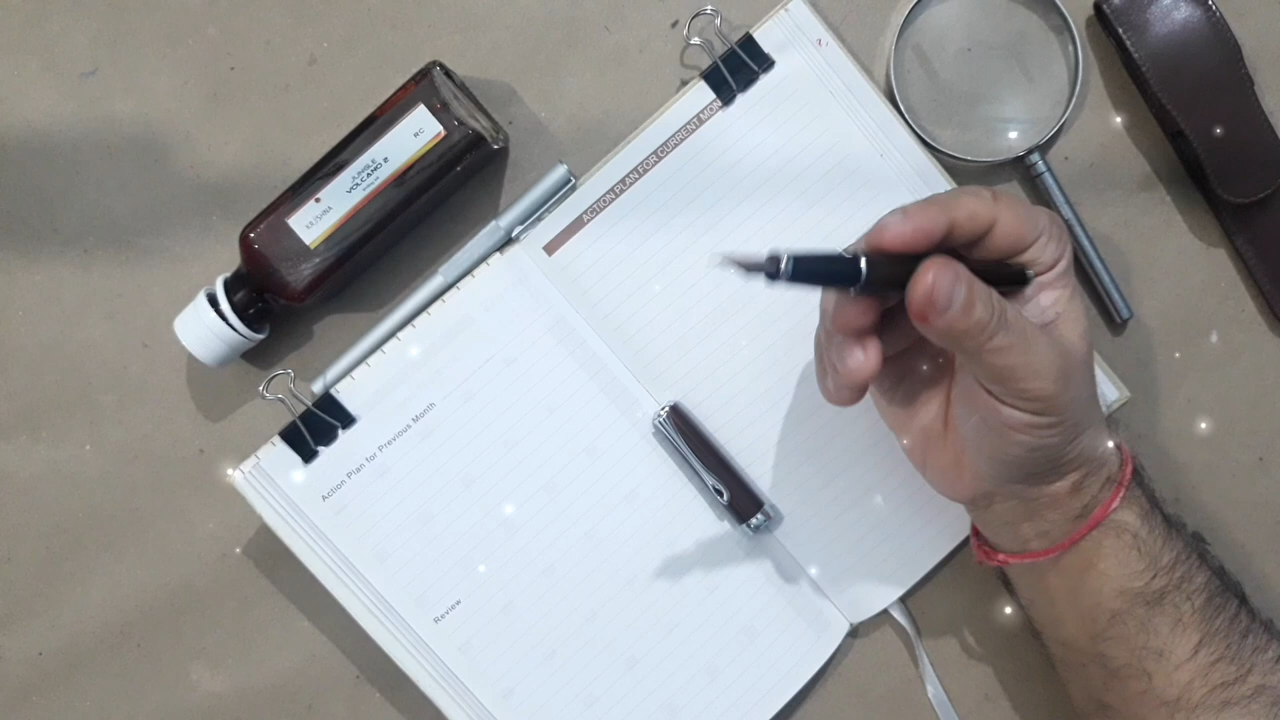 KRISHNA
JUNGLE
VOLCANO 2
RC
ACTION PLAN FOR CURRENT MON
Action Plan for Previous Month
Review